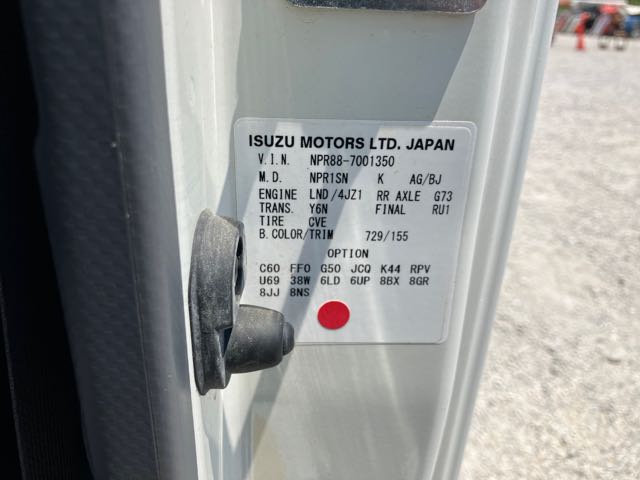 ISUZU MOTORS LTD. JAPAN
V.I.N. NPR88-7001350
M.D. NPR1SN K AG/BJ
ENGINE LND/4JZ1 RR AXLE G73
TRANS. Y6N FINAL RU1
TIRE CVE
B.COLOR/TRIM 729/155
OPTION
C60 FF0 G50 JCQ K44 RPV
U69 38W 6LD 6UP 8BX 8GR
8JJ 8NS